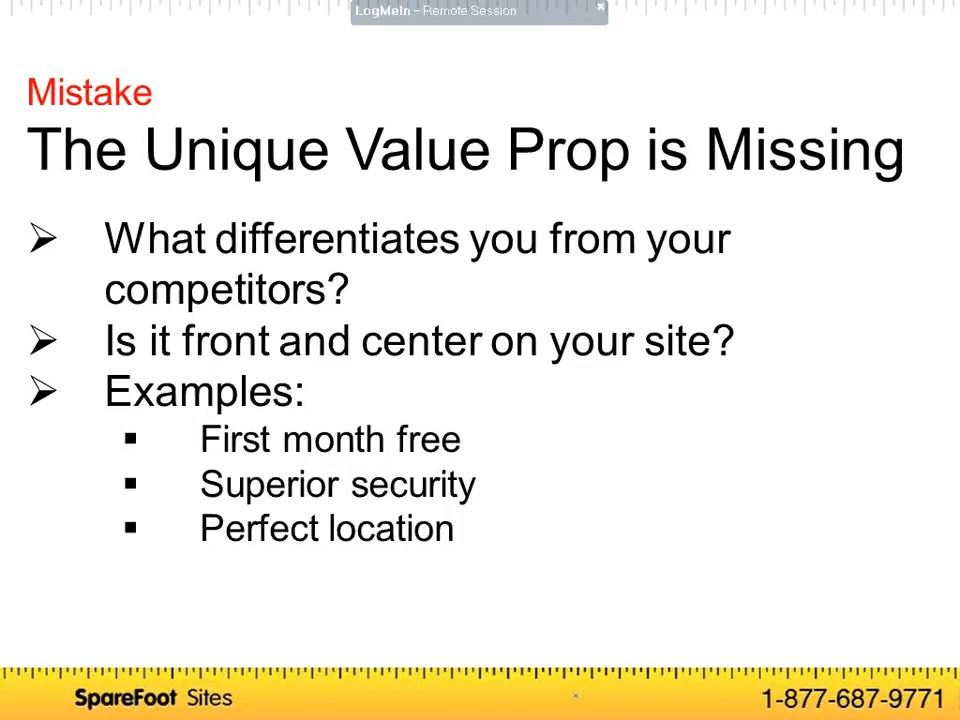 LogMeIn - Remote Session
Mistake
The Unique Value Prop is Missing
What differentiates you from your
competitors?
Is it front and center on your site?
Examples:
First month free
Superior security
Perfect location
SpareFoot Sites
1-877-687-9771